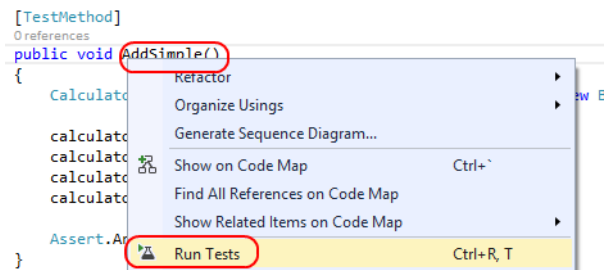 [TestMethod]
0 references
public void AddSimple()
{
Refactor
Calculato
ew B
Organize Usings
calculato
Generate Sequence Diagram...
calculato
Show on Code Map Ctrl+`
calculato
Find All References on Code Map
calculato
Show Related Items on Code Map
Assert.Ar
Run Tests Ctrl+R, T
}